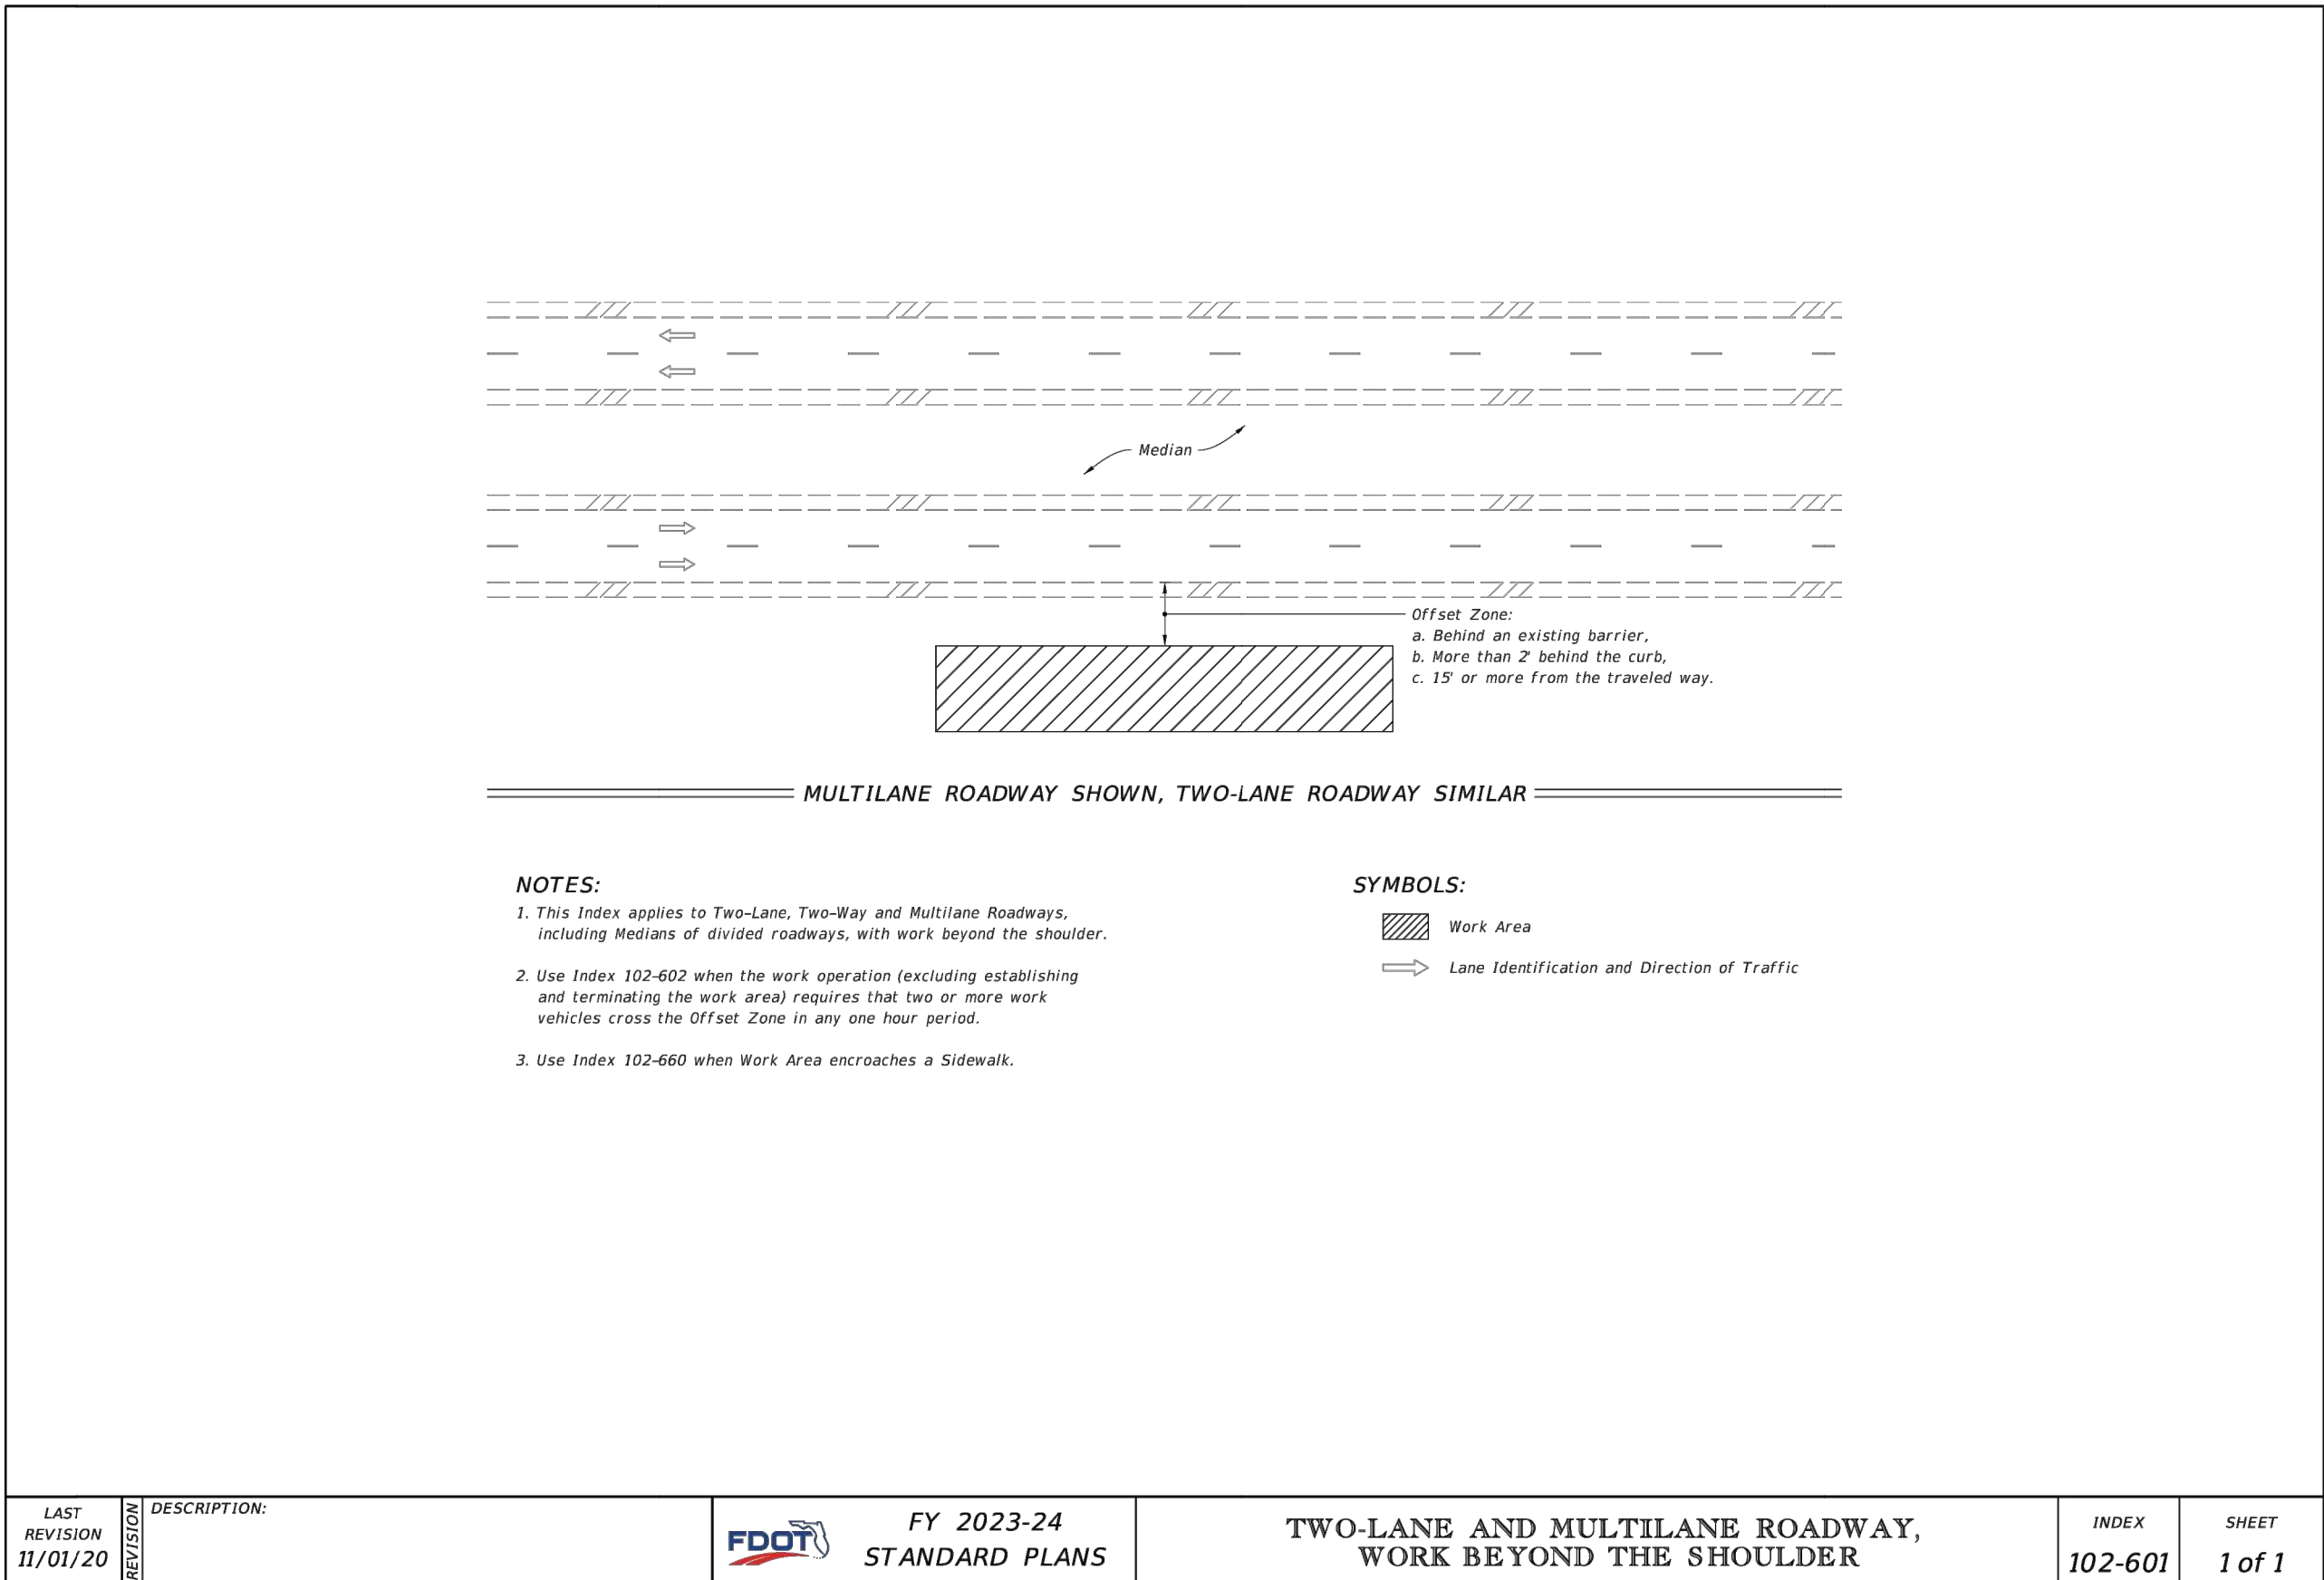 Median
Offset Zone:
a. Behind an existing barrier,
b. More than 2' behind the curb,
c. 15' or more from the traveled way.
MULTILANE ROADWAY SHOWN, TWO-LANE ROADWAY SIMILAR
NOTES:
1. This Index applies to Two-Lane, Two-Way and Multilane Roadways,
including Medians of divided roadways, with work beyond the shoulder.
2. Use Index 102-602 when the work operation (excluding establishing
and terminating the work area) requires that two or more work
vehicles cross the Offset Zone in any one hour period.
3. Use Index 102-660 when Work Area encroaches a Sidewalk.
SYMBOLS:
Work Area
Lane Identification and Direction of Traffic
LAST
REVISION
11/01/20
REVISION
DESCRIPTION:
FDOT
FY 2023-24
STANDARD PLANS
TWO-LANE AND MULTILANE ROADWAY,
WORK BEYOND THE SHOULDER
INDEX
102-601
SHEET
1 of 1